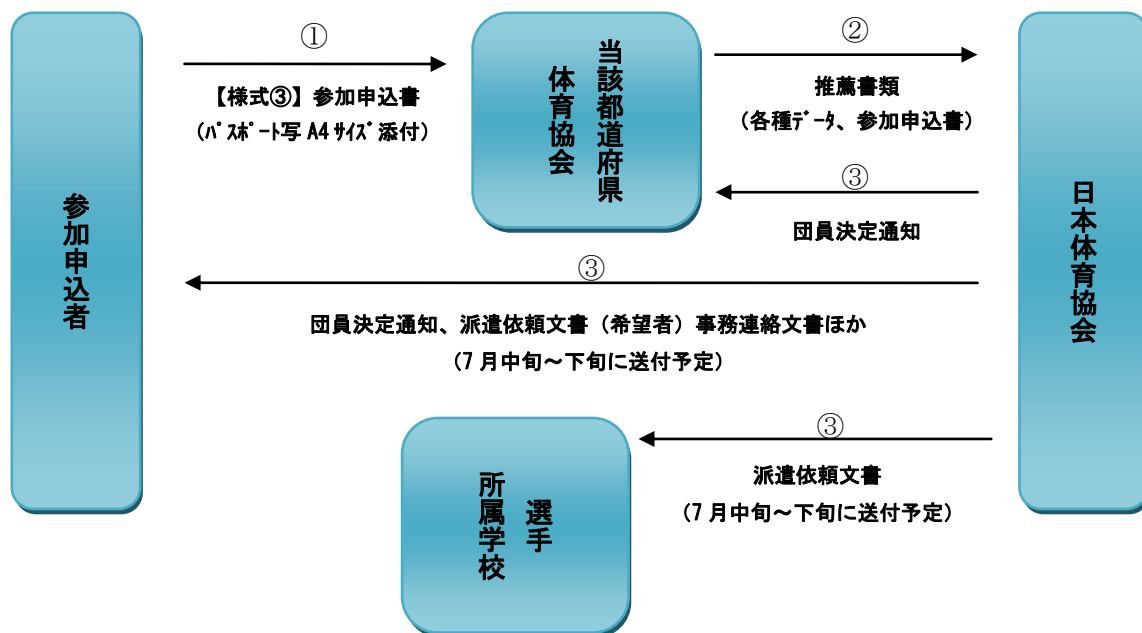 ①
【様式③】参加申込書
(ﾊﾟｽﾎﾟｰﾄ写 A4 ｻｲｽﾞ添付)
当該都道府県
体育協会
②
推薦書類
(各種ﾃﾞｰﾀ、参加申込書)
③
団員決定通知
参加申込者
日本体育協会
③
団員決定通知、派遣依頼文書（希望者）事務連絡文書ほか
(7 月中旬～下旬に送付予定)
選手
所属学校
③
派遣依頼文書
(7 月中旬～下旬に送付予定)